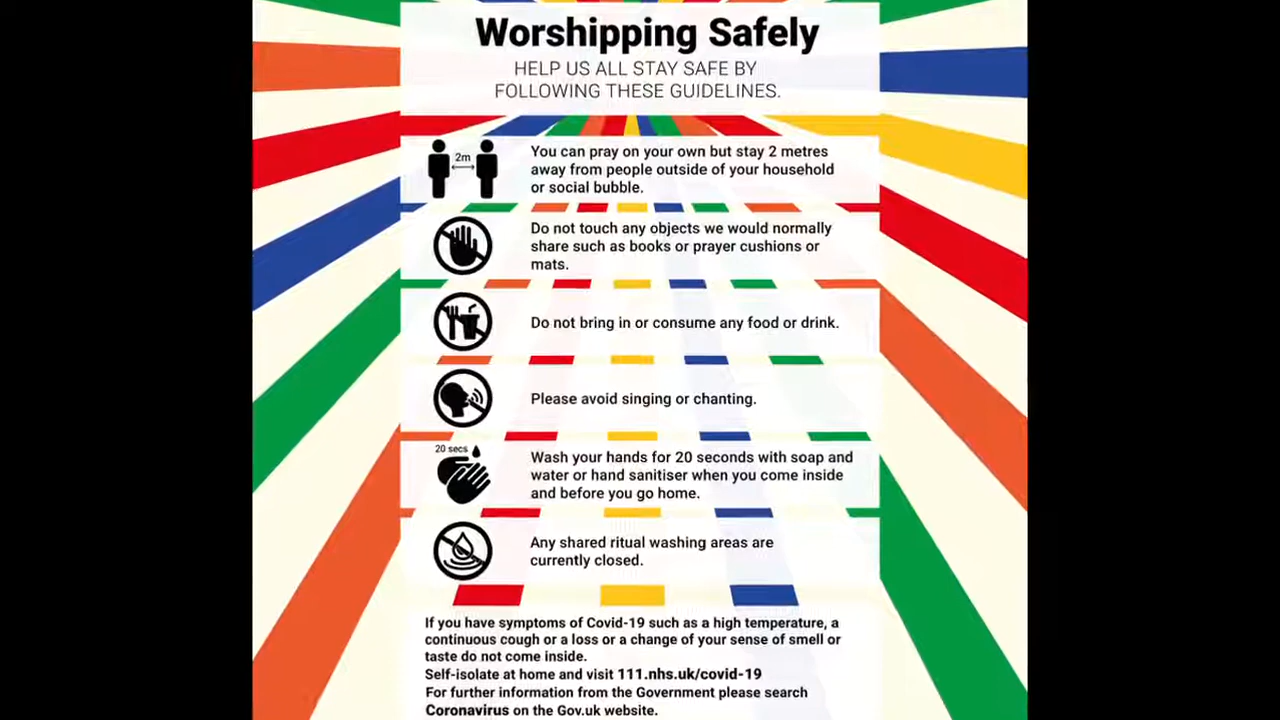 Worshipping Safely
HELP US ALL STAY SAFE BY
FOLLOWING THESE GUIDELINES.
2m
You can pray on your own but stay 2 metres
away from people outside of your household
or social bubble.
Do not touch any objects we would normally
share such as books or prayer cushions or
mats.
Do not bring in or consume any food or drink.
Please avoid singing or chanting.
20 secs
Wash your hands for 20 seconds with soap and
water or hand sanitiser when you come inside
and before you go home.
Any shared ritual washing areas are
currently closed.
If you have symptoms of Covid-19 such as a high temperature, a
continuous cough or a loss or a change of your sense of smell or
taste do not come inside.
Self-isolate at home and visit 111.nhs.uk/covid-19
For further information from the Government please search
Coronavirus on the Gov.uk website.